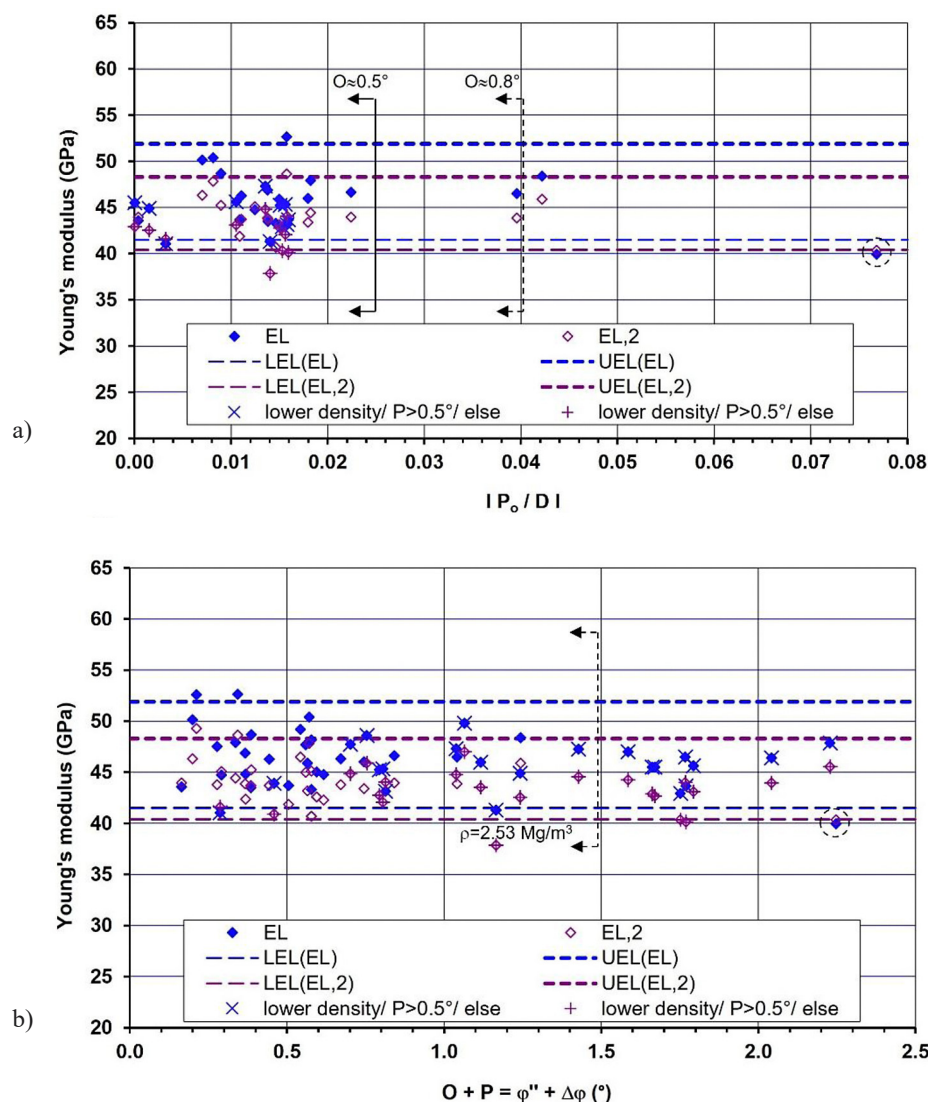 a)
Young's modulus (GPa)
65
60
55
50
45
40
35
30
25
20
O≈0.5°
O≈0.8°
EL
EL,2
LEL(EL)
UEL(EL)
LEL(EL,2)
UEL(EL,2)
lower density/ P>0.5°/ else
lower density/ P>0.5°/ else
0.00 0.01 0.02 0.03 0.04 0.05 0.06 0.07 0.08
I Po / D I
b)
Young's modulus (GPa)
65
60
55
50
45
40
35
30
25
20
ρ=2.53 Mg/m³
EL
EL,2
LEL(EL)
UEL(EL)
LEL(EL,2)
UEL(EL,2)
lower density/ P>0.5°/ else
lower density/ P>0.5°/ else
0.0 0.5 1.0 1.5 2.0 2.5
O + P = φ'' + Δφ (°)